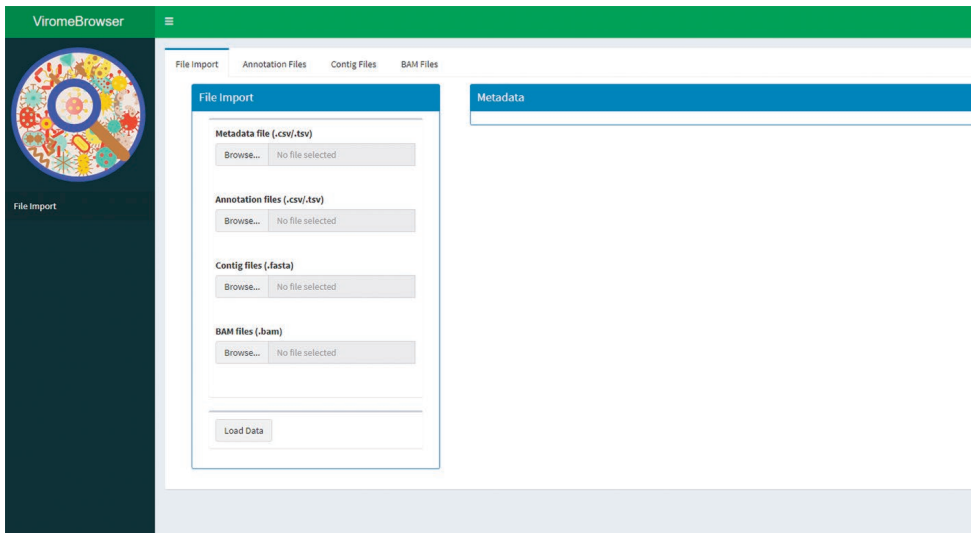 ViromeBrowser
File Import
File Import Annotation Files Contig Files BAM Files
File Import
Metadata file (.csv/.tsv)
Browse... No file selected
Annotation files (.csv/.tsv)
Browse... No file selected
Contig files (.fasta)
Browse... No file selected
BAM files (.bam)
Browse... No file selected
Load Data
Metadata